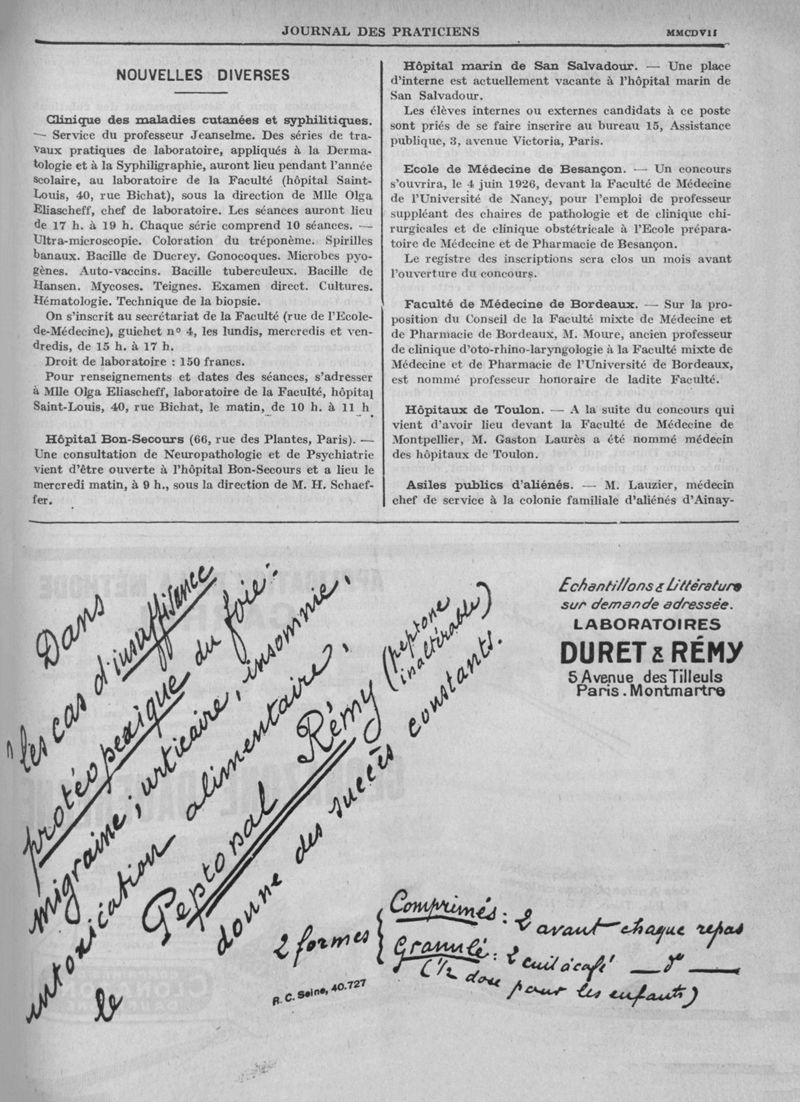 JOURNAL DES PRATICIENS
MMCDVII
NOUVELLES DIVERSES
Clinique des maladies cutanées et syphilitiques.
— Service du professeur Jeanselme. Des séries de tra-
vaux pratiques de laboratoire, appliqués à la Derma-
tologie et à la Syphiligraphie, auront lieu pendant l'année
scolaire, au laboratoire de la Faculté (hôpital Saint-
Louis, 40, rue Bichat), sous la direction de Mlle Olga
Eliascheff, chef de laboratoire. Les séances auront lieu
de 17 h. à 19 h. Chaque série comprend 10 séances. —
Ultra-microscopie. Coloration du tréponème. Spirilles
banaux. Bacille de Ducrey. Gonocoques. Microbes pyo-
gènes. Auto-vaccins. Bacille tuberculeux. Bacille de
Hansen. Mycoses. Teignes. Examen direct. Cultures.
Hématologie. Technique de la biopsie.
On s'inscrit au secrétariat de la Faculté (rue de l'Ecole-
de-Médecine), guichet nº 4, les lundis, mercredis et ven-
dredis, de 15 h. à 17 h.
Droit de laboratoire : 150 francs.
Pour renseignements et dates des séances, s'adresser
à Mlle Olga Eliascheff, laboratoire de la Faculté, hôpital
Saint-Louis, 40, rue Bichat, le matin, de 10 h. à 11 h
Hôpital Bon-Secours (66, rue des Plantes, Paris). —
Une consultation de Neuropathologie et de Psychiatrie
vient d'être ouverte à l'hôpital Bon-Secours et a lieu le
mercredi matin, à 9 h., sous la direction de M. H. Schaef-
fer.
Hôpital marin de San Salvadour. — Une place
d'interne est actuellement vacante à l'hôpital marin de
San Salvadour.
Les élèves internes ou externes candidats à ce poste
sont priés de se faire inscrire au bureau 15, Assistance
publique, 3, avenue Victoria, Paris.
Ecole de Médecine de Besançon. — Un concours
s'ouvrira, le 4 juin 1926, devant la Faculté de Médecine
de l'Université de Nancy, pour l'emploi de professeur
suppléant des chaires de pathologie et de clinique chi-
rurgicales et de clinique obstétricale à l'Ecole prépara-
toire de Médecine et de Pharmacie de Besançon.
Le registre des inscriptions sera clos un mois avant
l'ouverture du concours.
Faculté de Médecine de Bordeaux. — Sur la pro-
position du Conseil de la Faculté mixte de Médecine et
de Pharmacie de Bordeaux, M. Moure, ancien professeur
de clinique d'oto-rhino-laryngologie à la Faculté mixte de
Médecine et de Pharmacie de l'Université de Bordeaux,
est nommé professeur honoraire de ladite Faculté.
Hôpitaux de Toulon. — A la suite du concours qui
vient d'avoir lieu devant la Faculté de Médecine de
Montpellier, M. Gaston Laurès a été nommé médecin
des hôpitaux de Toulon.
Asiles publics d'aliénés. — M. Lauzier, médecin
chef de service à la colonie familiale d'aliénés d'Ainay-
Dans
les cas d'insuffisance
protéopexique du foie :
migraine ; urticaire, insomnie,
intoxication alimentaire,
le Peptonal Rémy (peptone
inaltérable)
donne des succès constants.
Echantillons & Littérature
sur demande adressée.
LABORATOIRES
DURET & RÉMY
5 Avenue des Tilleuls
Paris. Montmartre
2 formes { Comprimés : 2 avant chaque repas
Granulé : 2 cuil à café — do —
(1/2 dose pour les enfants)
R. C. Seine, 40.727